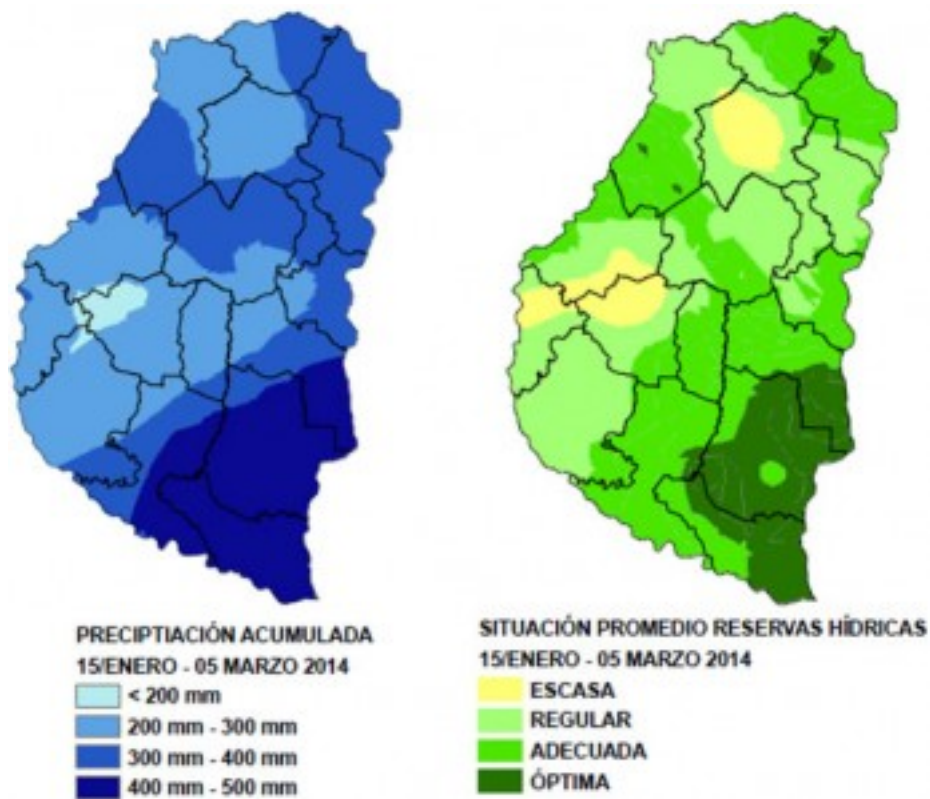 PRECIPTIACIÓN ACUMULADA
15/ENERO - 05 MARZO 2014
< 200 mm
200 mm - 300 mm
300 mm - 400 mm
400 mm - 500 mm
SITUACIÓN PROMEDIO RESERVAS HÍDRICAS
15/ENERO - 05 MARZO 2014
ESCASA
REGULAR
ADECUADA
ÓPTIMA